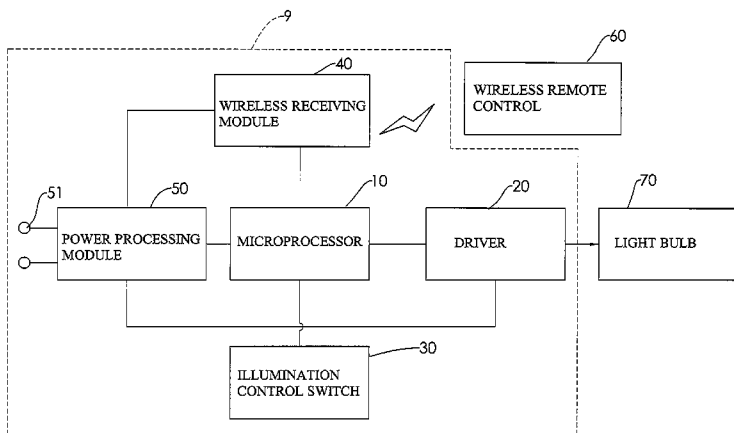 9
60
40
WIRELESS REMOTE
CONTROL
WIRELESS RECEIVING
MODULE
51
50
10
20
70
POWER PROCESSING
MODULE
MICROPROCESSOR
DRIVER
LIGHT BULB
30
ILLUMINATION
CONTROL SWITCH